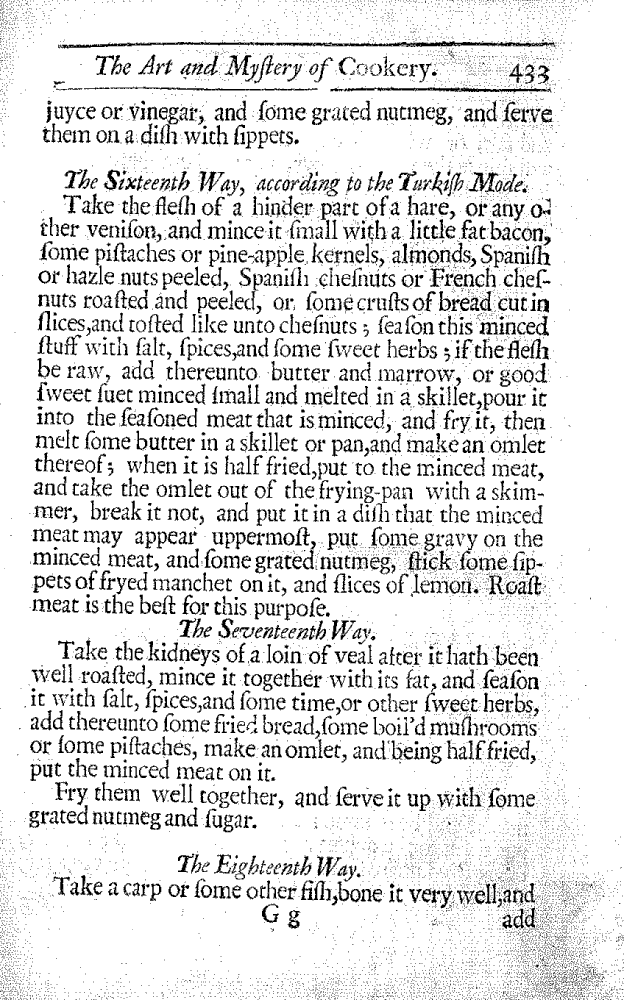 The Art and Myſtery of Cookery. 433
juyce or vinegar, and ſome grated nutmeg, and ſerve
them on a diſh with ſippets.
The Sixteenth Way, according to the Turkiſh Mode.
Take the fleſh of a hinder part of a hare, or any o-
ther veniſon, and mince it ſmall with a little fat bacon,
ſome piſtaches or pine-apple kernels, almonds, Spaniſh
or hazle nuts peeled, Spaniſh cheſnuts or French cheſ-
nuts roaſted and peeled, or ſome cruſts of bread cut in
ſlices, and toſted like unto cheſnuts; ſeaſon this minced
ſtuff with ſalt, ſpices, and ſome ſweet herbs; if the fleſh
be raw, add thereunto butter and marrow, or good
ſweet ſuet minced ſmall and melted in a skillet, pour it
into the ſeaſoned meat that is minced, and fry it, then
melt ſome butter in a skillet or pan, and make an omlet
thereof; when it is half fried, put to the minced meat,
and take the omlet out of the frying-pan with a skim-
mer, break it not, and put it in a diſh that the minced
meat may appear uppermoſt, put ſome gravy on the
minced meat, and ſome grated nutmeg, ſtick ſome ſip-
pets of fryed manchet on it, and ſlices of lemon. Roaſt
meat is the beſt for this purpoſe.
The Seventeenth Way.
Take the kidneys of a loin of veal after it hath been
well roaſted, mince it together with its fat, and ſeaſon
it with ſalt, ſpices, and ſome time, or other ſweet herbs,
add thereunto ſome fried bread, ſome boil'd muſhrooms
or ſome piſtaches, make an omlet, and being half fried,
put the minced meat on it.
Fry them well together, and ſerve it up with ſome
grated nutmeg and ſugar.
The Eighteenth Way.
Take a carp or ſome other fiſh, bone it very well, and
G g add